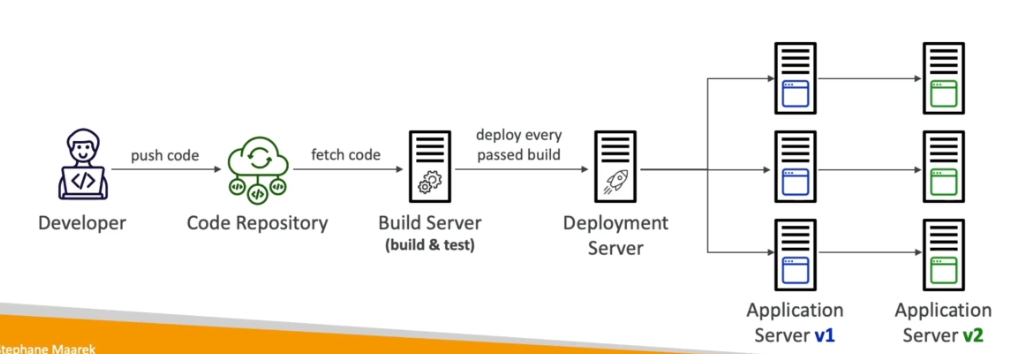 push code
fetch code
deploy every
passed build
Developer
Code Repository
Build Server
(build & test)
Deployment
Server
Application
Server v1
Application
Server v2
Stephane Maarek